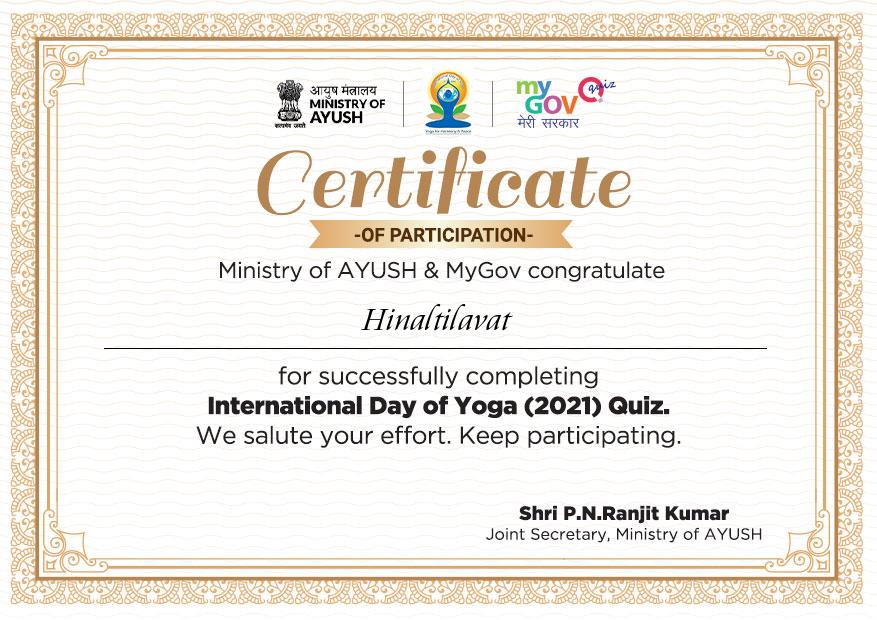 आयुष मंत्रालय
MINISTRY OF
AYUSH
सत्यमेव जयते
Yoga for Harmony & Peace
my
GOV
quiz
मेरी सरकार
Certificate
-OF PARTICIPATION-
Ministry of AYUSH & MyGov congratulate
Hinaltilavat
for successfully completing
International Day of Yoga (2021) Quiz.
We salute your effort. Keep participating.
Shri P.N.Ranjit Kumar
Joint Secretary, Ministry of AYUSH